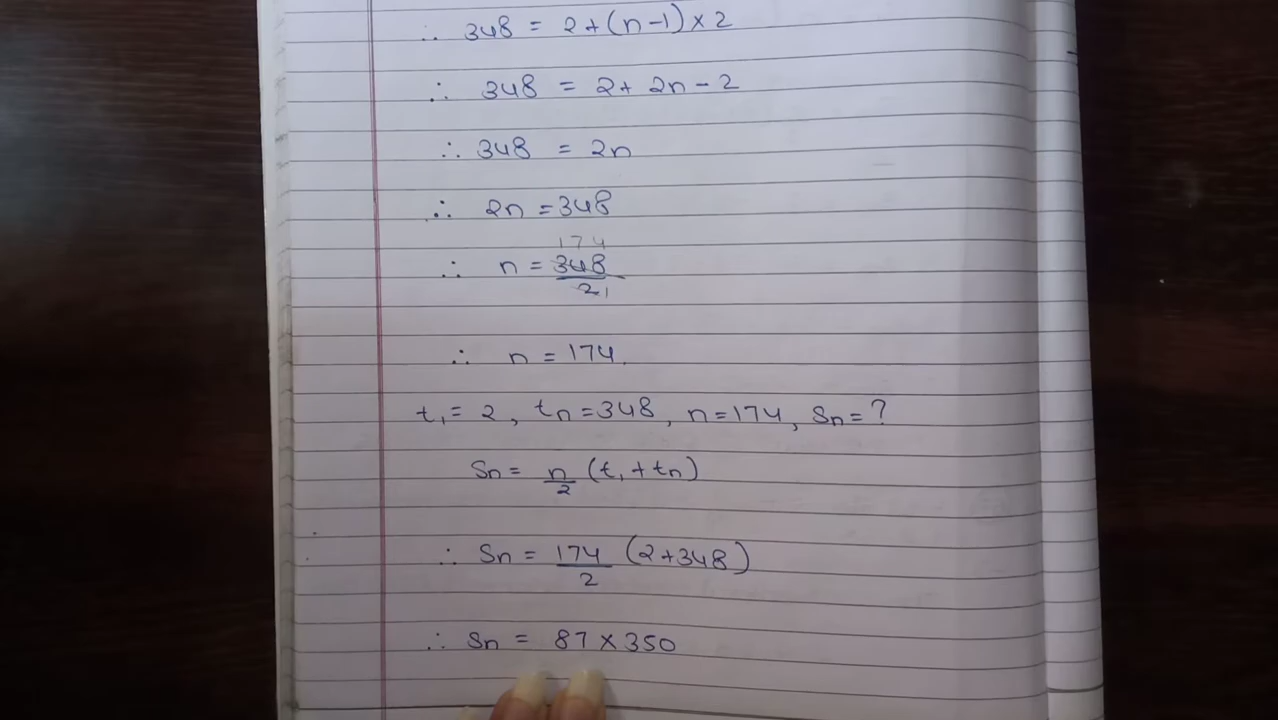 ∴ 348 = 2+(n-1)×2
∴ 348 = 2+ 2n - 2
∴ 348 = 2n
∴ 2n = 348
174
∴ n = 348
2 1
∴ n = 174.
t₁ = 2, tn = 348, n = 174, Sn = ?
Sn = n/2 (t₁ + tn)
∴ Sn = 174/2 (2+348)
∴ Sn = 87 × 350